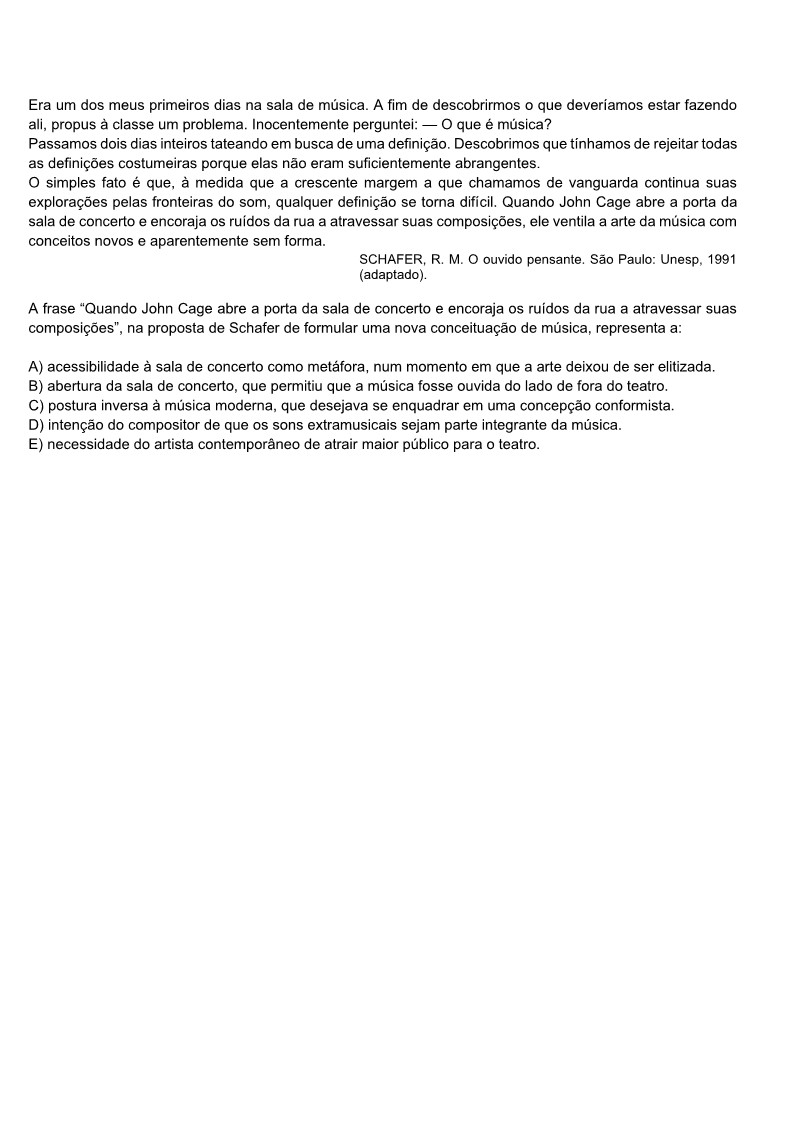 Era um dos meus primeiros dias na sala de música. A fim de descobrirmos o que deveríamos estar fazendo
ali, propus à classe um problema. Inocentemente perguntei: — O que é música?
Passamos dois dias inteiros tateando em busca de uma definição. Descobrimos que tínhamos de rejeitar todas
as definições costumeiras porque elas não eram suficientemente abrangentes.
O simples fato é que, à medida que a crescente margem a que chamamos de vanguarda continua suas
explorações pelas fronteiras do som, qualquer definição se torna difícil. Quando John Cage abre a porta da
sala de concerto e encoraja os ruídos da rua a atravessar suas composições, ele ventila a arte da música com
conceitos novos e aparentemente sem forma.
SCHAFER, R. M. O ouvido pensante. São Paulo: Unesp, 1991
(adaptado).
A frase “Quando John Cage abre a porta da sala de concerto e encoraja os ruídos da rua a atravessar suas
composições”, na proposta de Schafer de formular uma nova conceituação de música, representa a:
A) acessibilidade à sala de concerto como metáfora, num momento em que a arte deixou de ser elitizada.
B) abertura da sala de concerto, que permitiu que a música fosse ouvida do lado de fora do teatro.
C) postura inversa à música moderna, que desejava se enquadrar em uma concepção conformista.
D) intenção do compositor de que os sons extramusicais sejam parte integrante da música.
E) necessidade do artista contemporâneo de atrair maior público para o teatro.